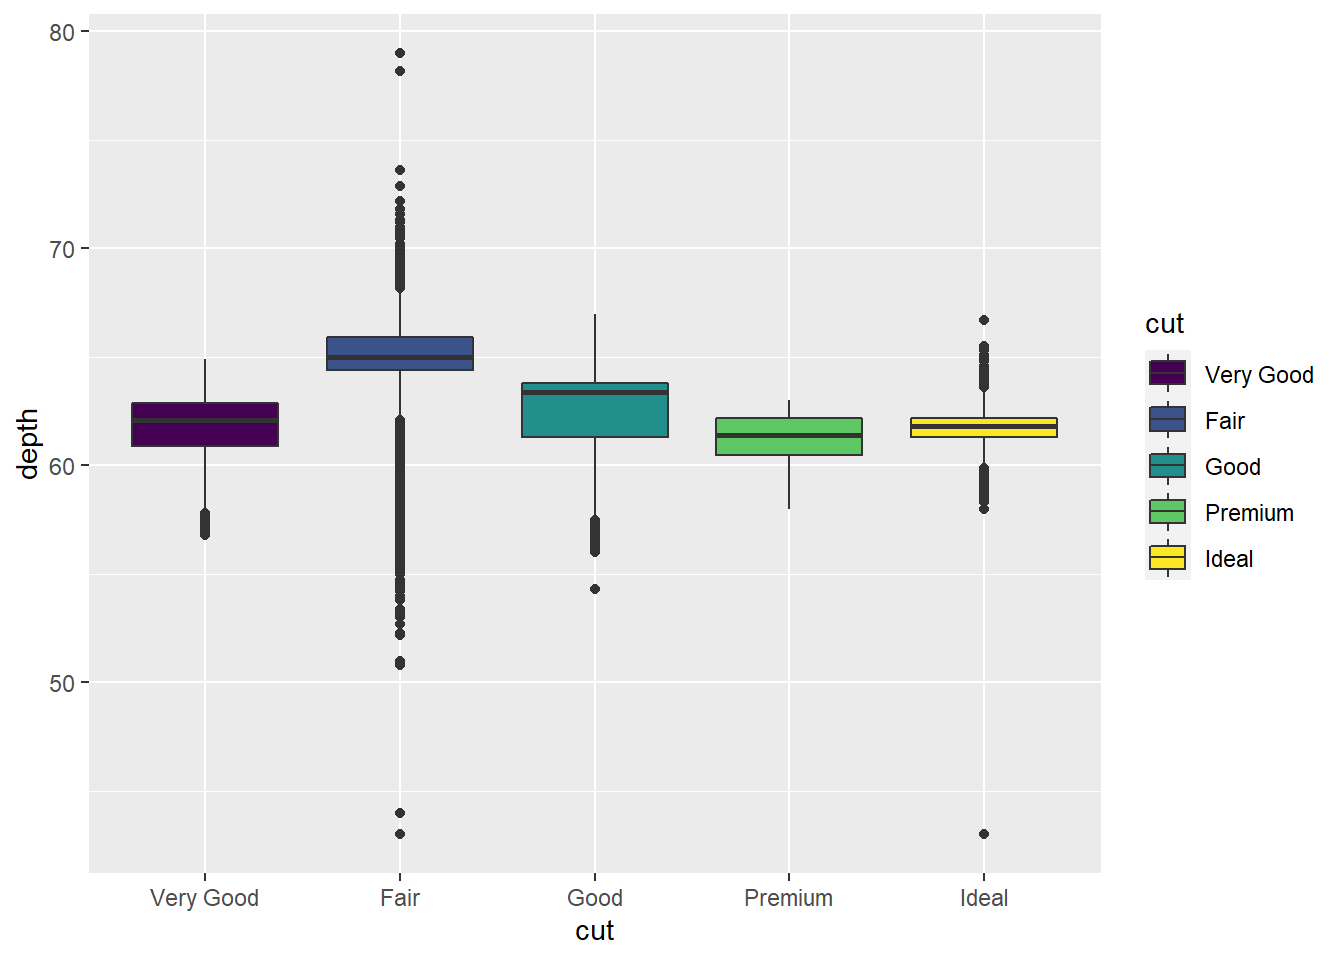 80
70
60
50
depth
Very Good Fair Good Premium Ideal
cut
cut
Very Good
Fair
Good
Premium
Ideal